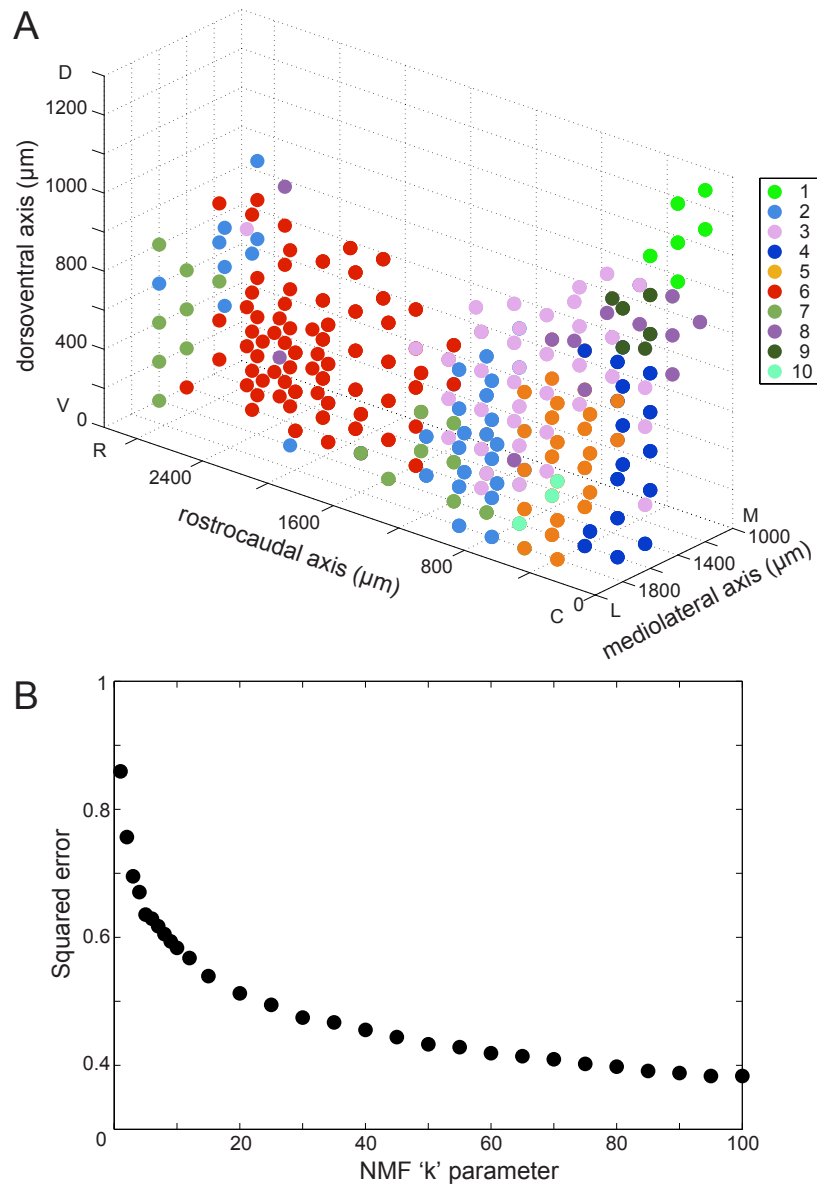 A
D
1200
1000
800
400
V
0
dorsoventral axis (µm)
R
2400
1600
800
0
rostrocaudal axis (µm)
C
L
1800
1400
1000
M
mediolateral axis (µm)
1
2
3
4
5
6
7
8
9
10
B
1
0.8
0.6
0.4
0
Squared error
20
40
60
80
100
NMF ‘k’ parameter